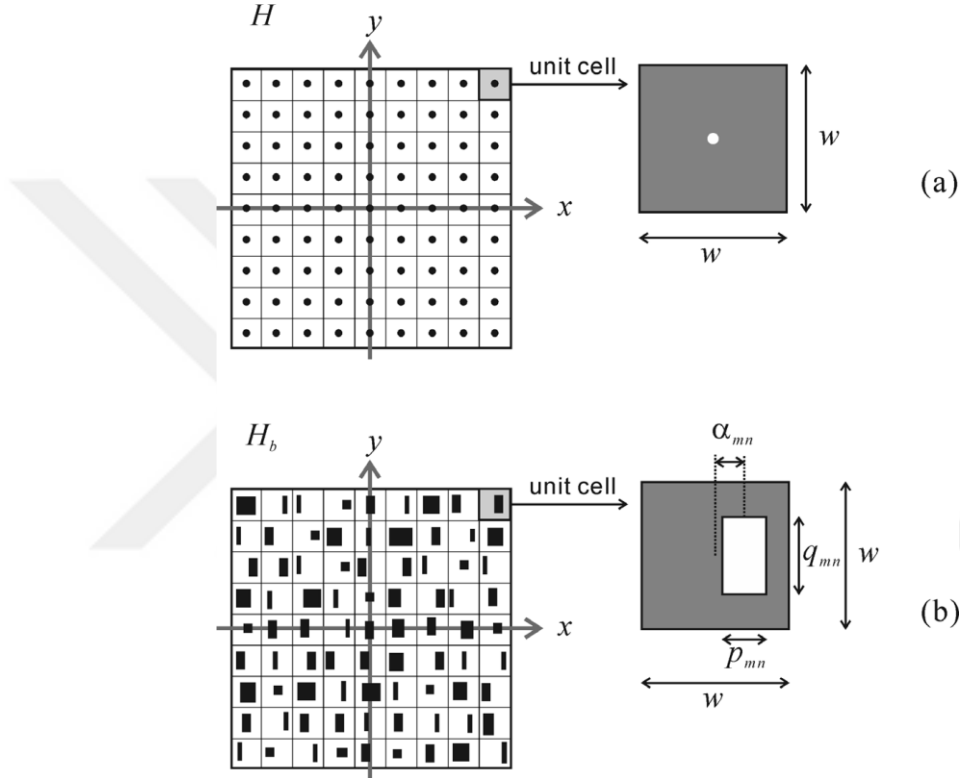 H
y
unit cell
w
x
(a)
w
H_b
y
α_mn
unit cell
q_mn
w
x
(b)
p_mn
w